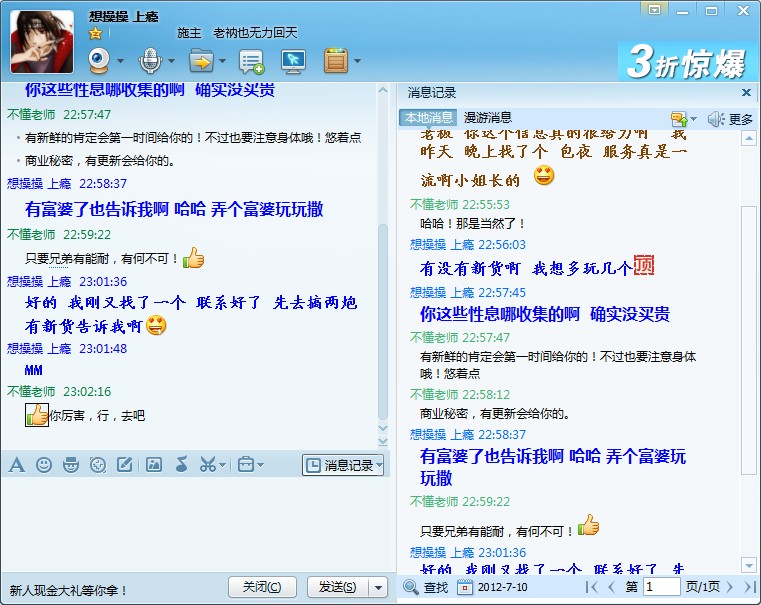 想操操 上瘾
施主 老衲也无力回天
3折惊爆
你这些性息哪收集的啊 确实没买贵
不懂老师 22:57:47
有新鲜的肯定会第一时间给你的！不过也要注意身体哦！悠着点
商业秘密，有更新会给你的。
想操操 上瘾 22:58:37
有富婆了也告诉我啊 哈哈 弄个富婆玩玩撒
不懂老师 22:59:22
只要兄弟有能耐，有何不可！
想操操 上瘾 23:01:36
好的 我刚又找了一个 联系好了 先去搞两炮
有新货告诉我啊
想操操 上瘾 23:01:48
MM
不懂老师 23:02:16
你厉害，行，去吧
消息记录
新人现金大礼等你拿！
关闭(C)
发送(S)
消息记录
本地消息 漫游消息
更多
老板 你这个信息真的很给力啊 我
昨天 晚上找了个 包夜 服务真是一
流啊小姐长的
不懂老师 22:55:53
哈哈！那是当然了！
想操操 上瘾 22:56:03
有没有新货啊 我想多玩几个顶
想操操 上瘾 22:57:45
你这些性息哪收集的啊 确实没买贵
不懂老师 22:57:47
有新鲜的肯定会第一时间给你的！不过也要注意身体
哦！悠着点
不懂老师 22:58:12
商业秘密，有更新会给你的。
想操操 上瘾 22:58:37
有富婆了也告诉我啊 哈哈 弄个富婆玩
玩撒
不懂老师 22:59:22
只要兄弟有能耐，有何不可！
想操操 上瘾 23:01:36
好的 我刚又找了一个 联系好了 先
查找 2012-7-10 第 1 页/1页